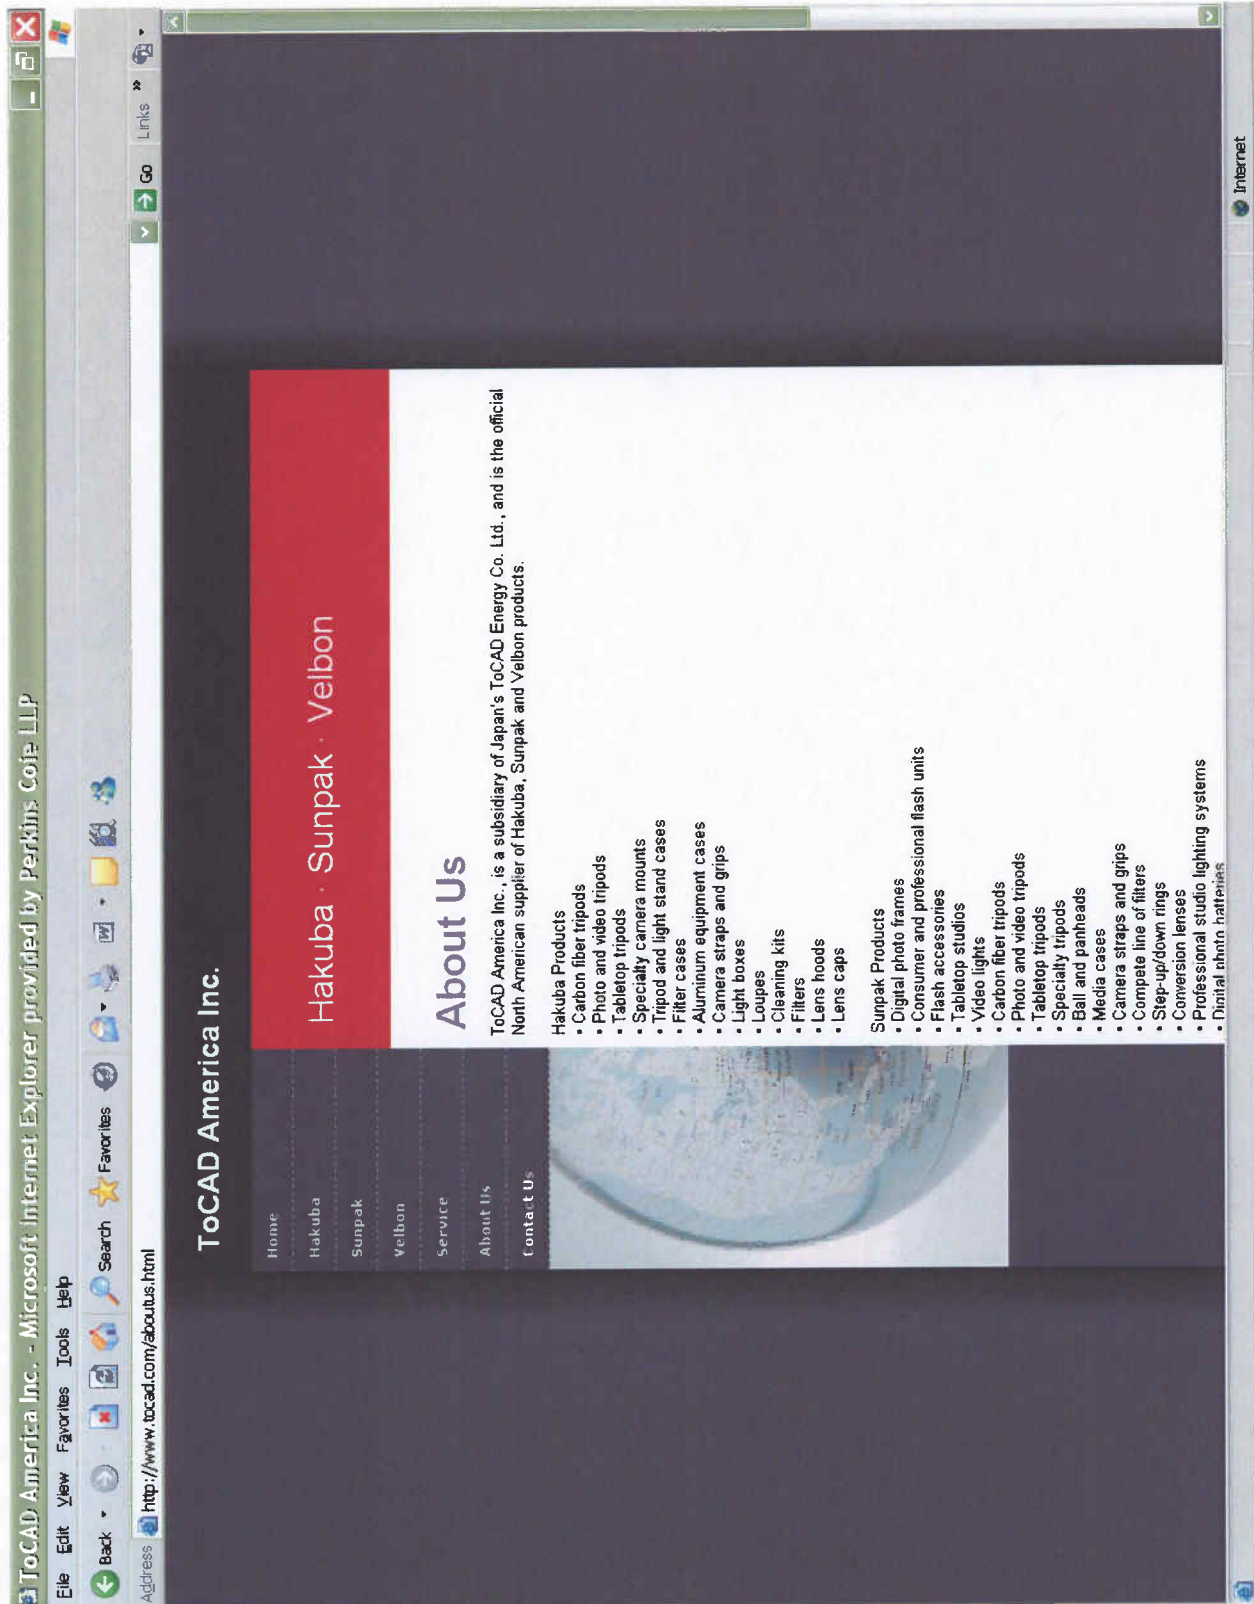 ToCAD America Inc. - Microsoft Internet Explorer provided by Perkins Coie LLP
File Edit View Favorites Tools Help
Back Search Favorites
Address http://www.tocad.com/aboutus.html Go Links »
ToCAD America Inc.
Home
Hakuba
Sunpak
Velbon
Service
About Us
Contact Us
Hakuba · Sunpak · Velbon
About Us
ToCAD America Inc., is a subsidiary of Japan's ToCAD Energy Co. Ltd., and is the official
North American supplier of Hakuba, Sunpak and Velbon products.
Hakuba Products
• Carbon fiber tripods
• Photo and video tripods
• Tabletop tripods
• Specialty camera mounts
• Tripod and light stand cases
• Filter cases
• Aluminum equipment cases
• Camera straps and grips
• Light boxes
• Loupes
• Cleaning kits
• Filters
• Lens hoods
• Lens caps
Sunpak Products
• Digital photo frames
• Consumer and professional flash units
• Flash accessories
• Tabletop studios
• Video lights
• Carbon fiber tripods
• Photo and video tripods
• Tabletop tripods
• Specialty tripods
• Ball and panheads
• Media cases
• Camera straps and grips
• Compete line of filters
• Step-up/down rings
• Conversion lenses
• Professional studio lighting systems
• Digital photo batteries
Internet